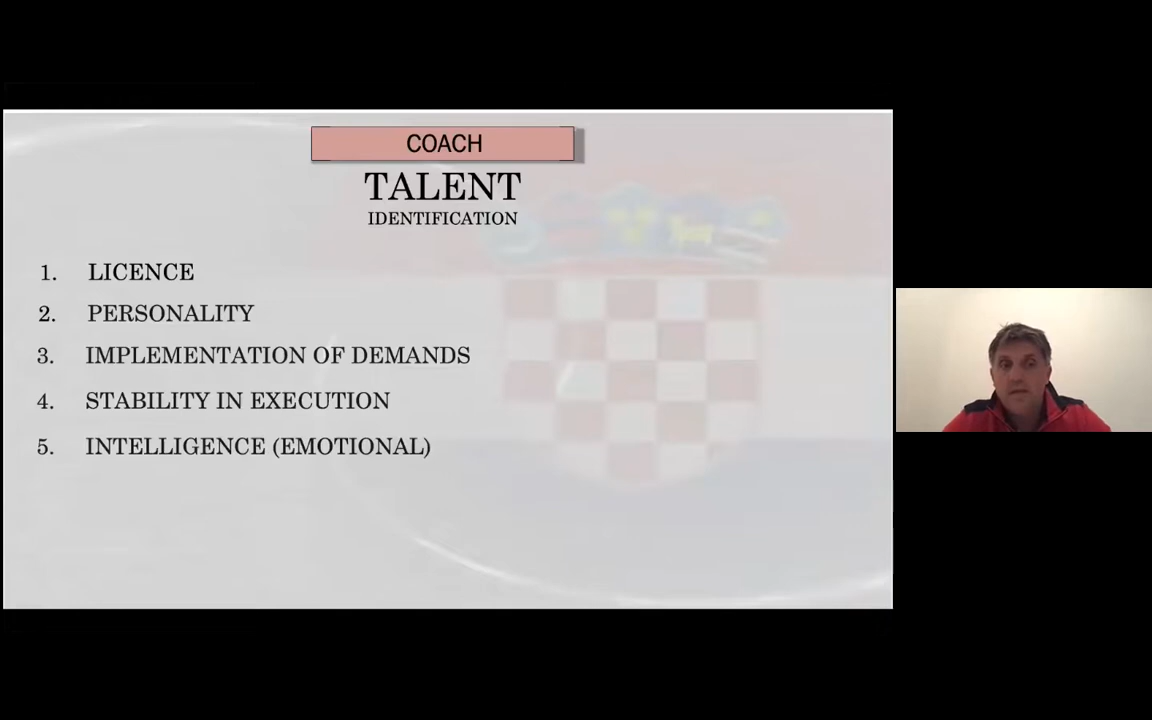 COACH
TALENT
IDENTIFICATION
1. LICENCE
2. PERSONALITY
3. IMPLEMENTATION OF DEMANDS
4. STABILITY IN EXECUTION
5. INTELLIGENCE (EMOTIONAL)